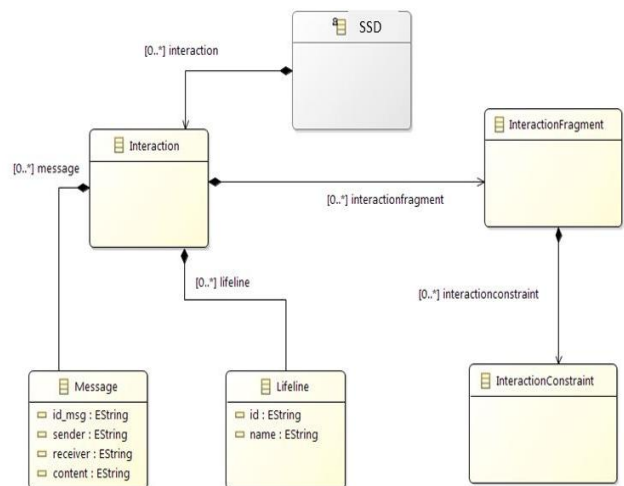 a
SSD
[0..*] interaction
Interaction
InteractionFragment
[0..*] message
[0..*] interactionfragment
[0..*] lifeline
[0..*] interactionconstraint
Message
id_msg : EString
sender : EString
receiver : EString
content : EString
Lifeline
id : EString
name : EString
InteractionConstraint